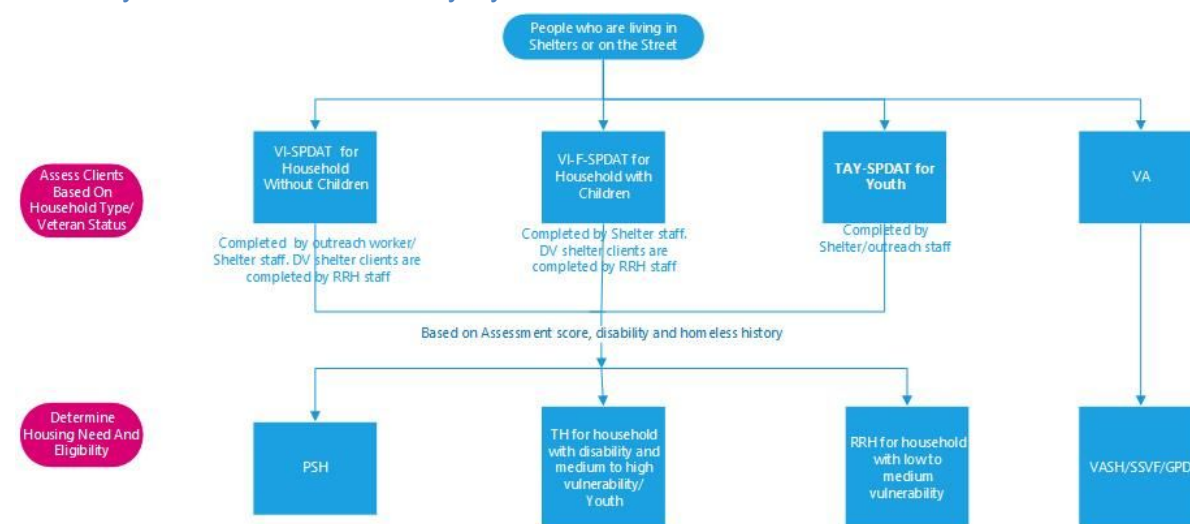 People who are living in
Shelters or on the Street
Assess Clients
Based On
Household Type/
Veteran Status
VI-SPDAT for
Household
Without Children
VI-F-SPDAT for
Household with
Children
TAY-SPDAT for
Youth
VA
Completed by outreach worker/
Shelter staff. DV shelter clients are
completed by RRH staff
Completed by Shelter staff.
DV shelter clients are
completed by RRH staff
Completed by
Shelter/outreach staff
Based on Assessment score, disability and homeless history
Determine
Housing Need And
Eligibility
PSH
TH for household
with disability and
medium to high
vulnerability/
Youth
RRH for household
with low to
medium
vulnerability
VASH/SSVF/GPD